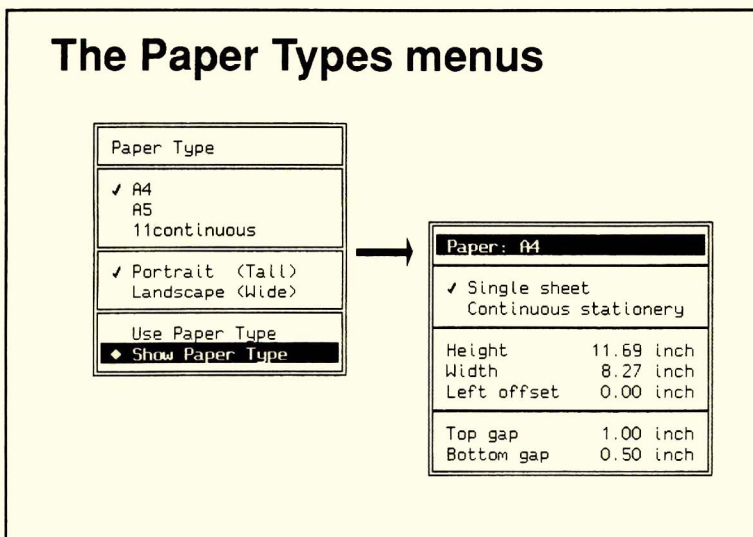 The Paper Types menus
Paper Type
✓ A4
A5
11continuous
✓ Portrait (Tall)
Landscape (Wide)
Use Paper Type
◆ Show Paper Type
Paper: A4
✓ Single sheet
Continuous stationery
Height 11.69 inch
Width 8.27 inch
Left offset 0.00 inch
Top gap 1.00 inch
Bottom gap 0.50 inch